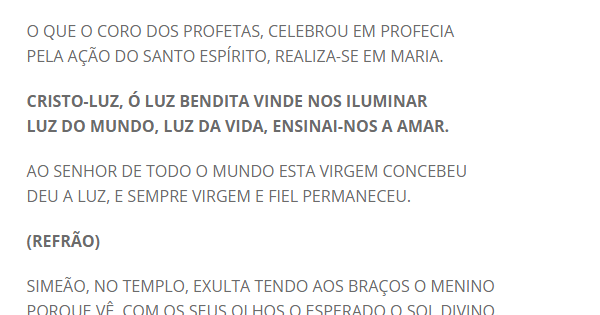 O QUE O CORO DOS PROFETAS, CELEBROU EM PROFECIA
PELA AÇÃO DO SANTO ESPÍRITO, REALIZA-SE EM MARIA.
CRISTO-LUZ, Ó LUZ BENDITA VINDE NOS ILUMINAR
LUZ DO MUNDO, LUZ DA VIDA, ENSINAI-NOS A AMAR.
AO SENHOR DE TODO O MUNDO ESTA VIRGEM CONCEBEU
DEU A LUZ, E SEMPRE VIRGEM E FIEL PERMANECEU.
(REFRÃO)
SIMEÃO, NO TEMPLO, EXULTA TENDO AOS BRAÇOS O MENINO
PORQUE VÊ, COM OS SEUS OLHOS O ESPERADO O SOL DIVINO